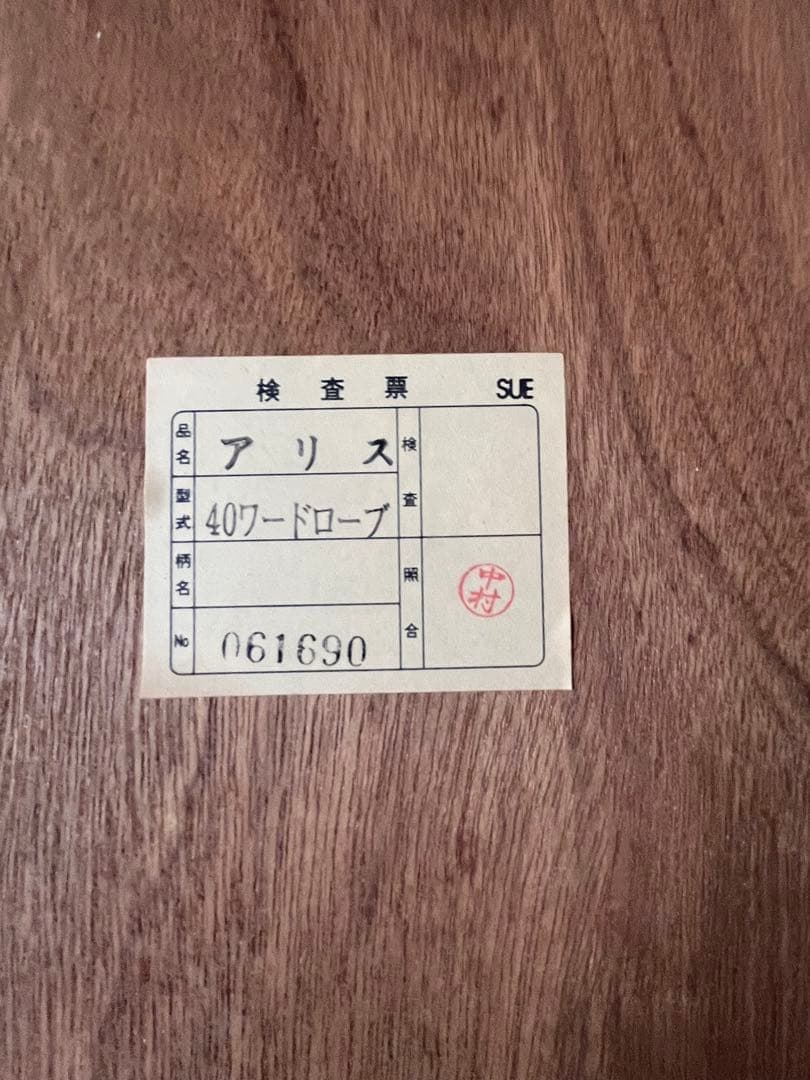 検査票 SUE
品名 アリス
型式 40ワードローブ
柄名
No 061690
検査
照合 中村